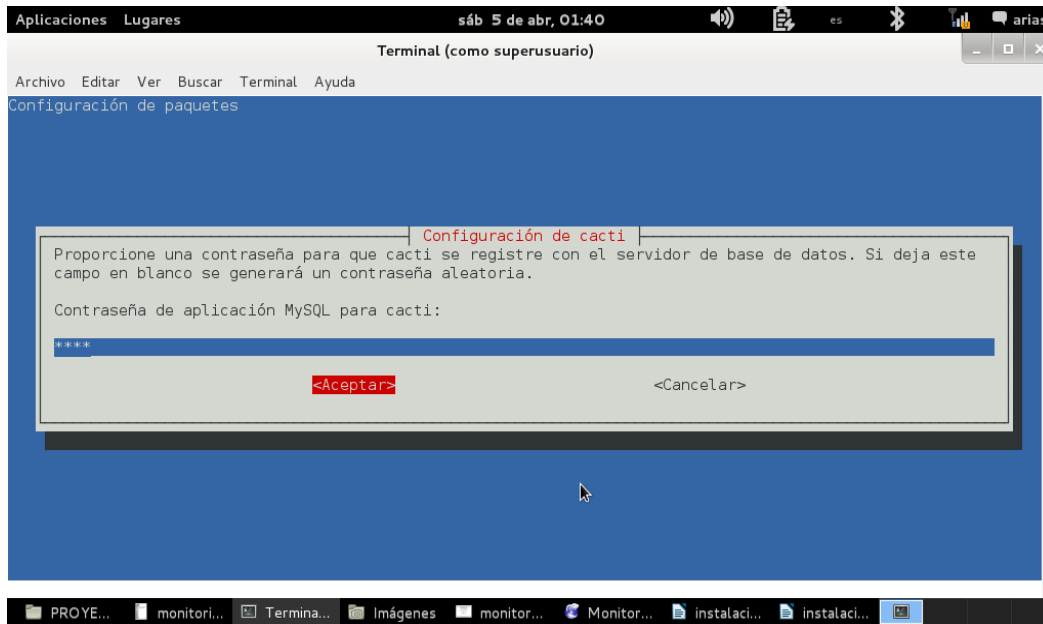 Aplicaciones Lugares sáb 5 de abr, 01:40 es arias
Terminal (como superusuario)
Archivo Editar Ver Buscar Terminal Ayuda
Configuración de paquetes
Configuración de cacti
Proporcione una contraseña para que cacti se registre con el servidor de base de datos. Si deja este
campo en blanco se generará un contraseña aleatoria.
Contraseña de aplicación MySQL para cacti:
****
<Aceptar> <Cancelar>
PROYE... monitori... Termina... Imágenes monitor... Monitor... instalaci... instalaci...